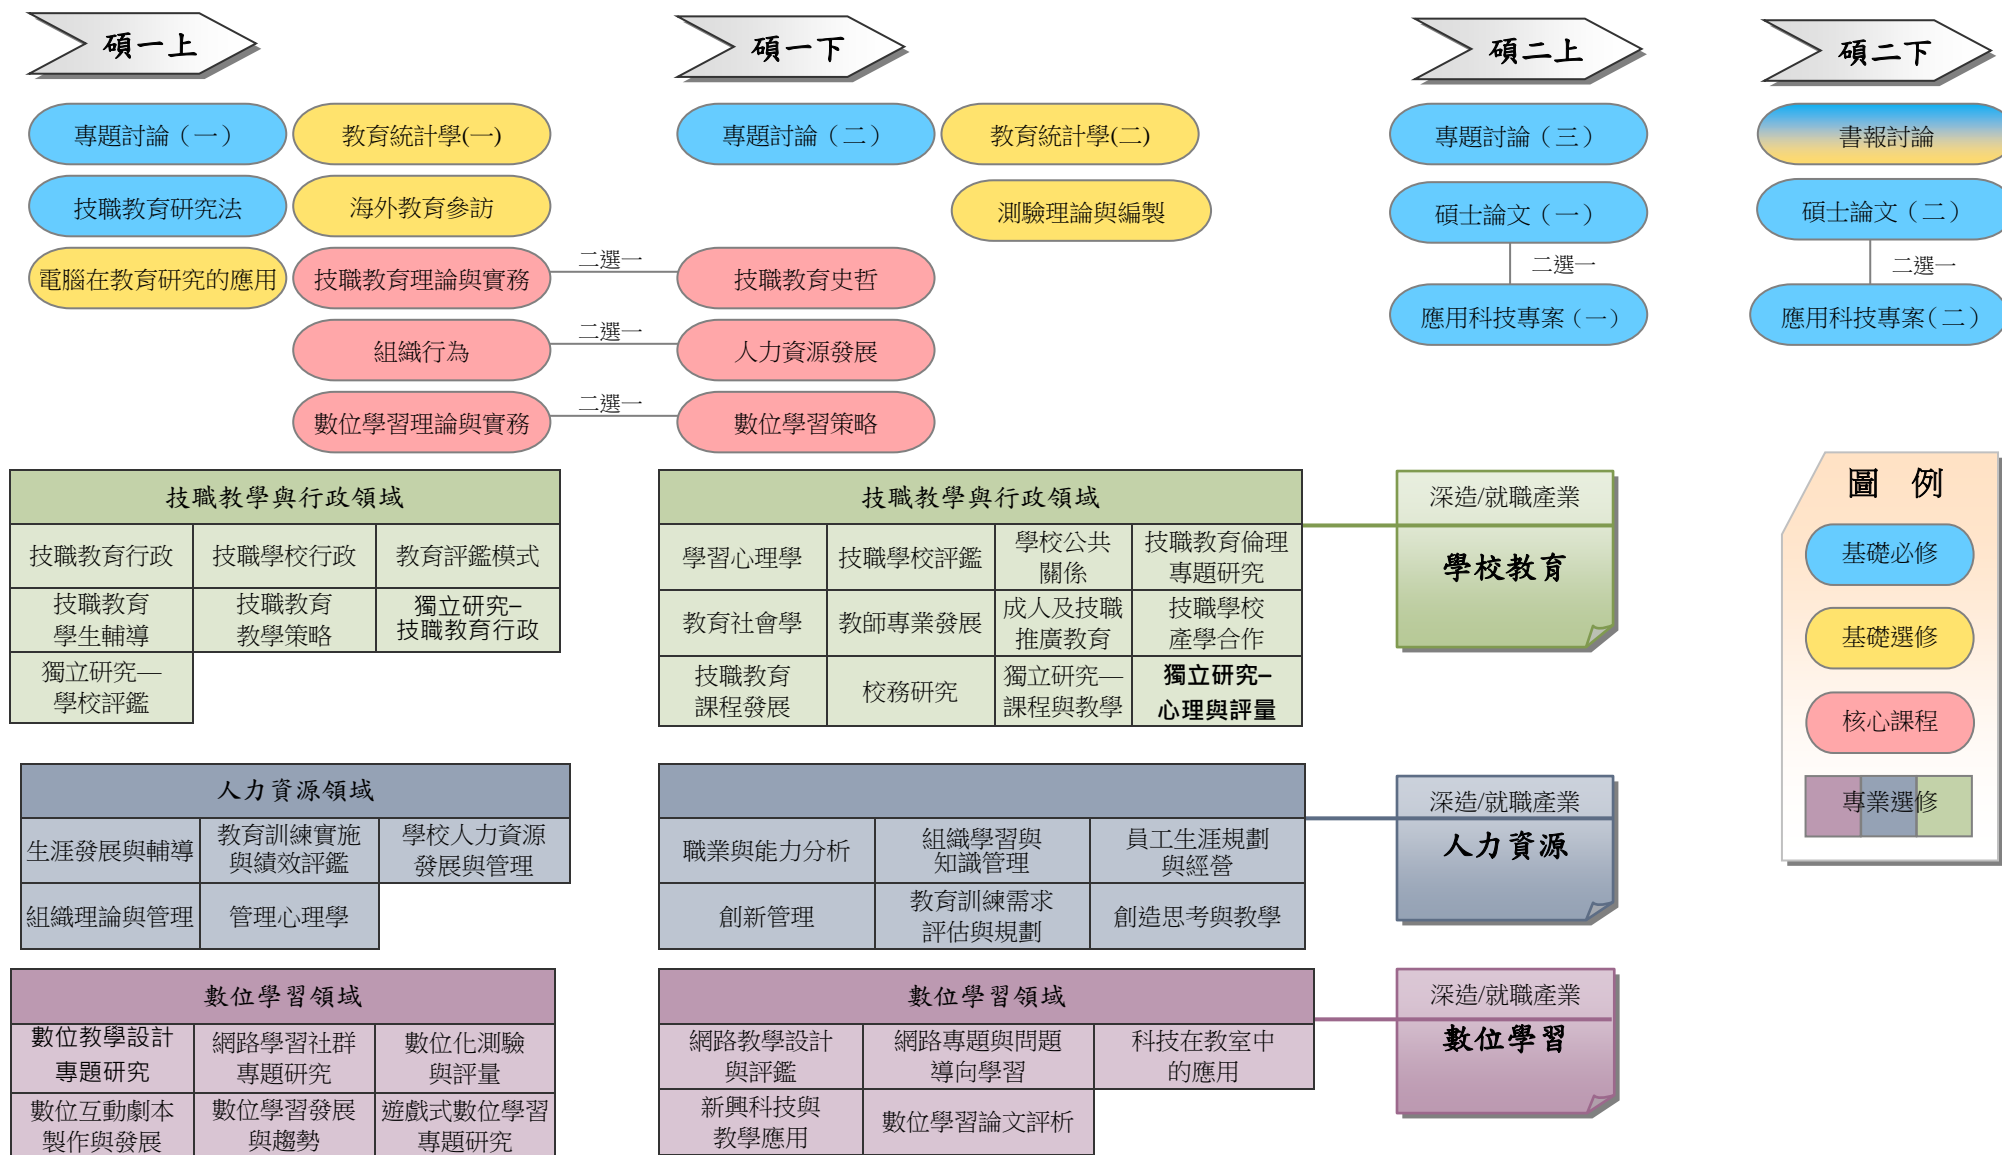 碩一上
碩一下
碩二上
碩二下
專題討論（一）
教育統計學(一)
專題討論（二）
教育統計學(二)
專題討論（三）
書報討論
技職教育研究法
海外教育參訪
測驗理論與編製
碩士論文（一）
碩士論文（二）
電腦在教育研究的應用
技職教育理論與實務
二選一
技職教育史哲
二選一
二選一
應用科技專案（一）
應用科技專案（二）
組織行為
二選一
人力資源發展
數位學習理論與實務
二選一
數位學習策略
技職教學與行政領域
技職教育行政
技職學校行政
教育評鑑模式
技職教育
學生輔導
技職教育
教學策略
獨立研究–
技職教育行政
獨立研究—
學校評鑑
技職教學與行政領域
學習心理學
技職學校評鑑
學校公共
關係
技職教育倫理
專題研究
教育社會學
教師專業發展
成人及技職
推廣教育
技職學校
產學合作
技職教育
課程發展
校務研究
獨立研究—
課程與教學
獨立研究–
心理與評量
深造/就職產業
學校教育
圖 例
基礎必修
基礎選修
核心課程
專業選修
人力資源領域
生涯發展與輔導
教育訓練實施
與績效評鑑
學校人力資源
發展與管理
組織理論與管理
管理心理學
職業與能力分析
組織學習與
知識管理
員工生涯規劃
與經營
創新管理
教育訓練需求
評估與規劃
創造思考與教學
深造/就職產業
人力資源
數位學習領域
數位教學設計
專題研究
網路學習社群
專題研究
數位化測驗
與評量
數位互動劇本
製作與發展
數位學習發展
與趨勢
遊戲式數位學習
專題研究
數位學習領域
網路教學設計
與評鑑
網路專題與問題
導向學習
科技在教室中
的應用
新興科技與
教學應用
數位學習論文評析
深造/就職產業
數位學習